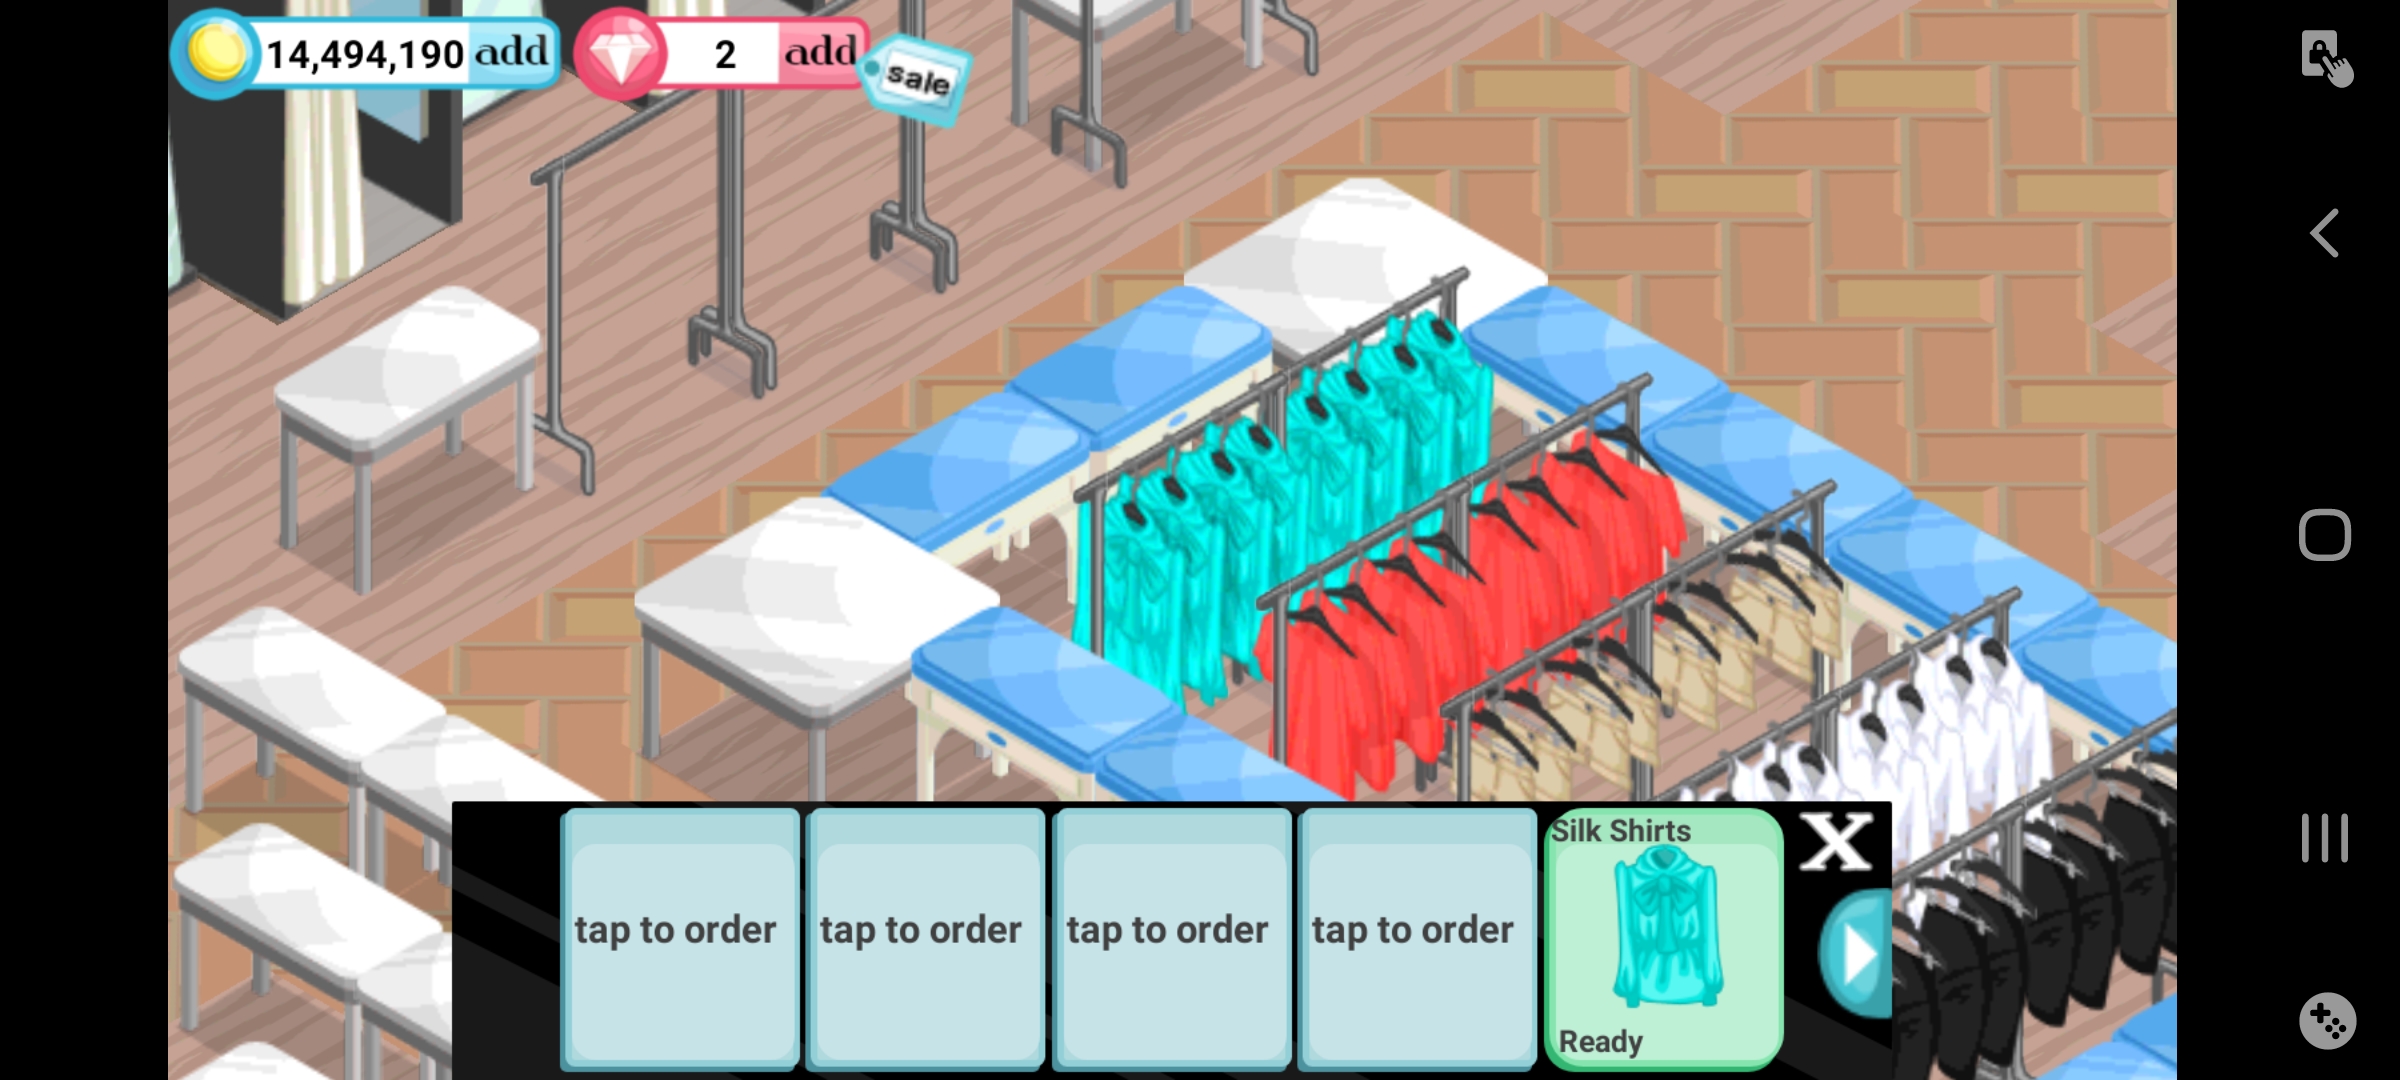 14,494,190 add
2 add
sale
tap to order
tap to order
tap to order
tap to order
Silk Shirts
Ready
X